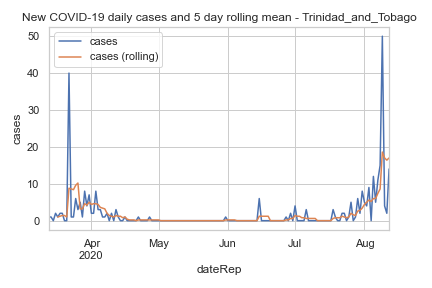 New COVID-19 daily cases and 5 day rolling mean - Trinidad_and_Tobago
cases
cases (rolling)
50
40
30
20
10
0
cases
Apr May Jun Jul Aug
2020
dateRep